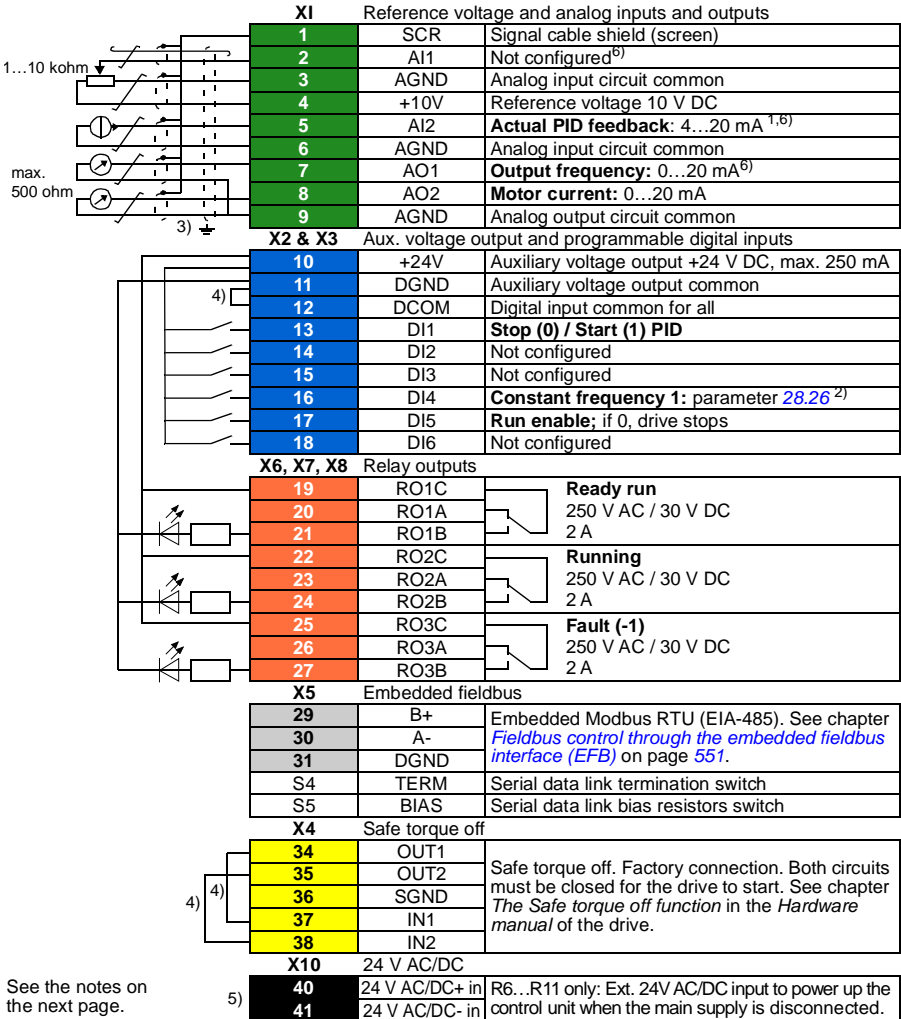 XI Reference voltage and analog inputs and outputs
1 SCR Signal cable shield (screen)
2 AI1 Not configured6)
1…10 kohm
3 AGND Analog input circuit common
4 +10V Reference voltage 10 V DC
5 AI2 Actual PID feedback: 4…20 mA 1,6)
6 AGND Analog input circuit common
7 AO1 Output frequency: 0…20 mA6)
max.
500 ohm
8 AO2 Motor current: 0…20 mA
9 AGND Analog output circuit common
3)
X2 & X3 Aux. voltage output and programmable digital inputs
10 +24V Auxiliary voltage output +24 V DC, max. 250 mA
11 DGND Auxiliary voltage output common
4)
12 DCOM Digital input common for all
13 DI1 Stop (0) / Start (1) PID
14 DI2 Not configured
15 DI3 Not configured
16 DI4 Constant frequency 1: parameter 28.26 2)
17 DI5 Run enable; if 0, drive stops
18 DI6 Not configured
X6, X7, X8 Relay outputs
19 RO1C Ready run
20 RO1A 250 V AC / 30 V DC
21 RO1B 2 A
22 RO2C Running
23 RO2A 250 V AC / 30 V DC
24 RO2B 2 A
25 RO3C Fault (-1)
26 RO3A 250 V AC / 30 V DC
27 RO3B 2 A
X5 Embedded fieldbus
29 B+
30 A-
31 DGND
Embedded Modbus RTU (EIA-485). See chapter
Fieldbus control through the embedded fieldbus
interface (EFB) on page 551.
S4 TERM Serial data link termination switch
S5 BIAS Serial data link bias resistors switch
X4 Safe torque off
34 OUT1
35 OUT2
36 SGND
37 IN1
38 IN2
4)
4)
Safe torque off. Factory connection. Both circuits
must be closed for the drive to start. See chapter
The Safe torque off function in the Hardware
manual of the drive.
X10 24 V AC/DC
40 24 V AC/DC+ in
41 24 V AC/DC- in
R6…R11 only: Ext. 24V AC/DC input to power up the
control unit when the main supply is disconnected.
5)
See the notes on
the next page.